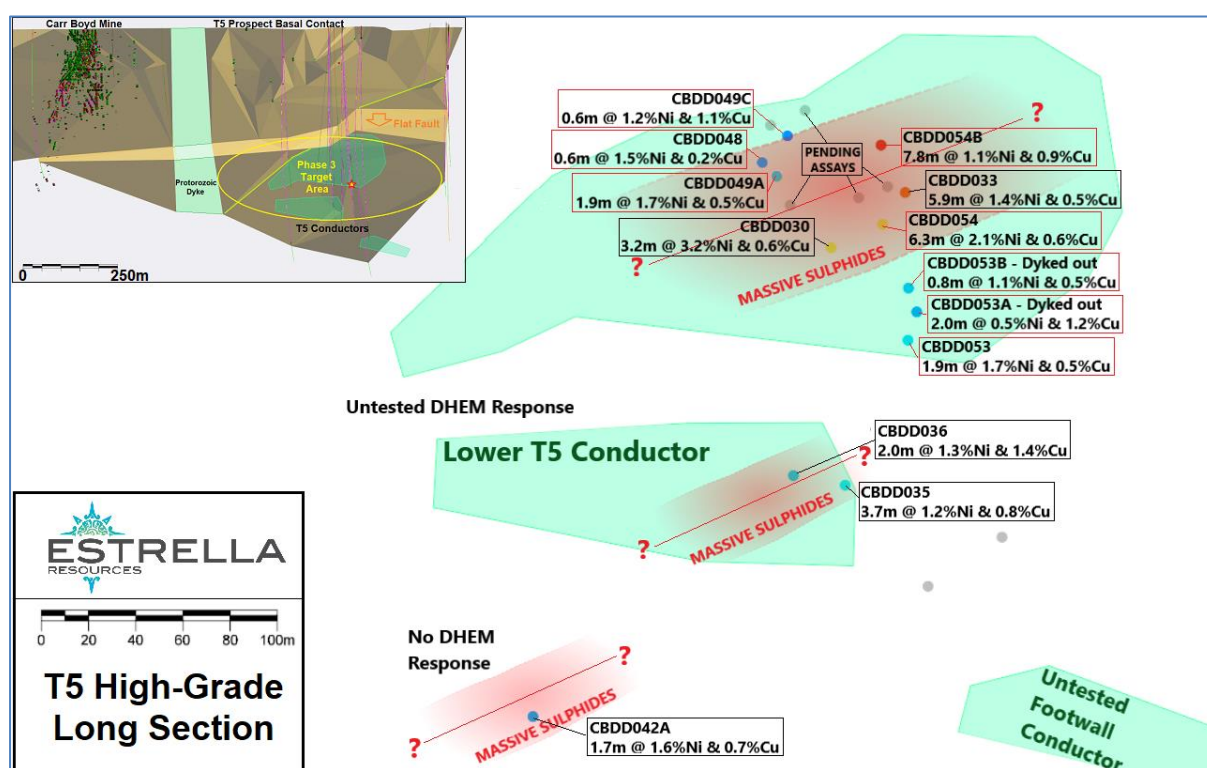 Carr Boyd Mine
T5 Prospect Basal Contact
Flat Fault
Phase 3
Target
Area
Protorozoic
Dyke
T5 Conductors
0 250m
CBDD049C
0.6m @ 1.2%Ni & 1.1%Cu
CBDD048
0.6m @ 1.5%Ni & 0.2%Cu
CBDD049A
1.9m @ 1.7%Ni & 0.5%Cu
CBDD030
3.2m @ 3.2%Ni & 0.6%Cu
PENDING
ASSAYS
?
?
MASSIVE SULPHIDES
CBDD054B
7.8m @ 1.1%Ni & 0.9%Cu
CBDD033
5.9m @ 1.4%Ni & 0.5%Cu
CBDD054
6.3m @ 2.1%Ni & 0.6%Cu
CBDD053B - Dyked out
0.8m @ 1.1%Ni & 0.5%Cu
CBDD053A - Dyked out
2.0m @ 0.5%Ni & 1.2%Cu
CBDD053
1.9m @ 1.7%Ni & 0.5%Cu
Untested DHEM Response
Lower T5 Conductor
CBDD036
2.0m @ 1.3%Ni & 1.4%Cu
?
CBDD035
3.7m @ 1.2%Ni & 0.8%Cu
MASSIVE SULPHIDES
?
ESTRELLA
RESOURCES
0 20 40 60 80 100m
T5 High-Grade
Long Section
No DHEM
Response
?
?
MASSIVE SULPHIDES
CBDD042A
1.7m @ 1.6%Ni & 0.7%Cu
Untested
Footwall
Conductor